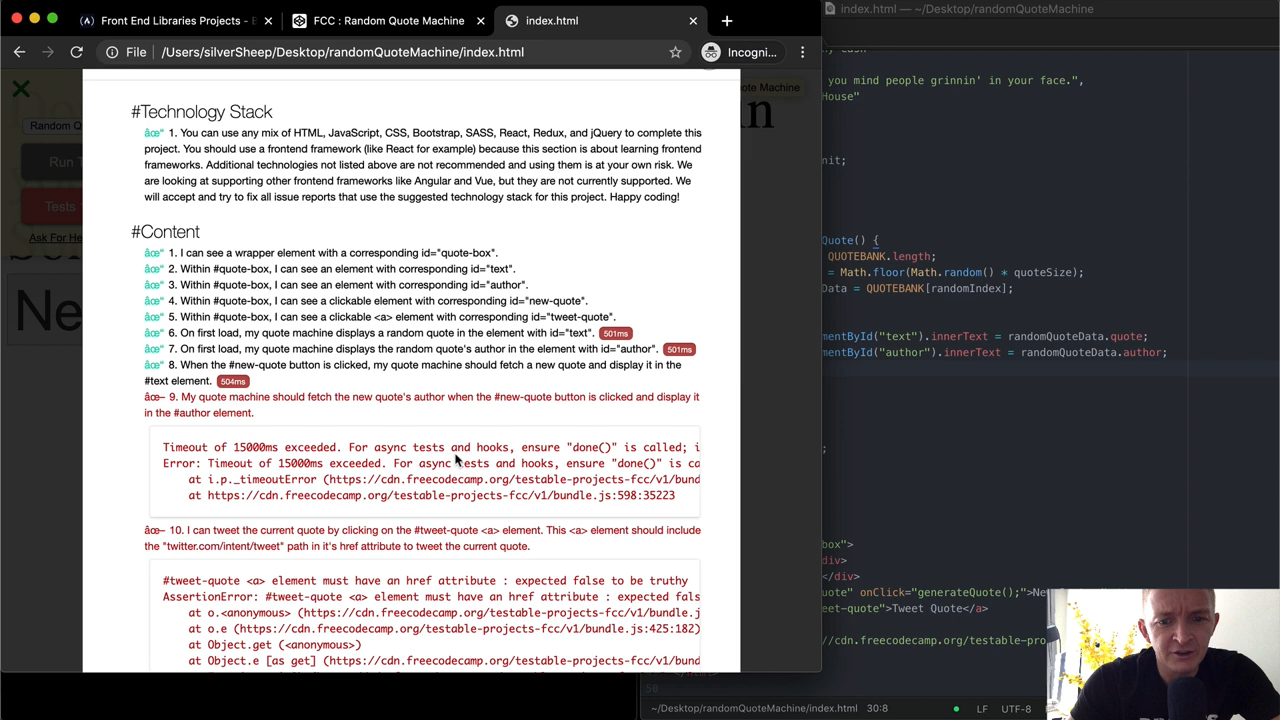 Front End Libraries Projects -
FCC : Random Quote Machine
index.html
index.html — ~/Desktop/randomQuoteMachine
File
/Users/silverSheep/Desktop/randomQuoteMachine/index.html
Incogni...
#Technology Stack
âœ“ 1. You can use any mix of HTML, JavaScript, CSS, Bootstrap, SASS, React, Redux, and jQuery to complete this
project. You should use a frontend framework (like React for example) because this section is about learning frontend
frameworks. Additional technologies not listed above are not recommended and using them is at your own risk. We
are looking at supporting other frontend frameworks like Angular and Vue, but they are not currently supported. We
will accept and try to fix all issue reports that use the suggested technology stack for this project. Happy coding!
#Content
âœ“ 1. I can see a wrapper element with a corresponding id="quote-box".
âœ“ 2. Within #quote-box, I can see an element with corresponding id="text".
âœ“ 3. Within #quote-box, I can see an element with corresponding id="author".
âœ“ 4. Within #quote-box, I can see a clickable element with corresponding id="new-quote".
âœ“ 5. Within #quote-box, I can see a clickable <a> element with corresponding id="tweet-quote".
âœ“ 6. On first load, my quote machine displays a random quote in the element with id="text". 501ms
âœ“ 7. On first load, my quote machine displays the random quote's author in the element with id="author". 501ms
âœ“ 8. When the #new-quote button is clicked, my quote machine should fetch a new quote and display it in the
#text element. 504ms
âœ– 9. My quote machine should fetch the new quote's author when the #new-quote button is clicked and display it
in the #author element.
Timeout of 15000ms exceeded. For async tests and hooks, ensure "done()" is called; i
Error: Timeout of 15000ms exceeded. For async tests and hooks, ensure "done()" is ca
at i.p._timeoutError (https://cdn.freecodecamp.org/testable-projects-fcc/v1/bund
at https://cdn.freecodecamp.org/testable-projects-fcc/v1/bundle.js:598:35223
âœ– 10. I can tweet the current quote by clicking on the #tweet-quote <a> element. This <a> element should include
the "twitter.com/intent/tweet" path in it's href attribute to tweet the current quote.
#tweet-quote <a> element must have an href attribute : expected false to be truthy
AssertionError: #tweet-quote <a> element must have an href attribute : expected fals
at o.<anonymous> (https://cdn.freecodecamp.org/testable-projects-fcc/v1/bundle.j
at o.e (https://cdn.freecodecamp.org/testable-projects-fcc/v1/bundle.js:425:182)
at Object.get (<anonymous>)
at Object.e [as get] (https://cdn.freecodecamp.org/testable-projects-fcc/v1/bund
Random Q
Run T
Tests
Ask For He
Ne
ote Machine
in
you mind people grinnin' in your face.",
House"
nit;
Quote() {
QUOTEBANK.length;
= Math.floor(Math.random() * quoteSize);
Data = QUOTEBANK[randomIndex];
mentById("text").innerText = randomQuoteData.quote;
mentById("author").innerText = randomQuoteData.author;
;
box">
div>
</div>
uote" onClick="generateQuote();">Ne
eet-quote">Tweet Quote</a>
//cdn.freecodecamp.org/testable-pro
50
~/Desktop/randomQuoteMachine/index.html 30:8
LF UTF-8